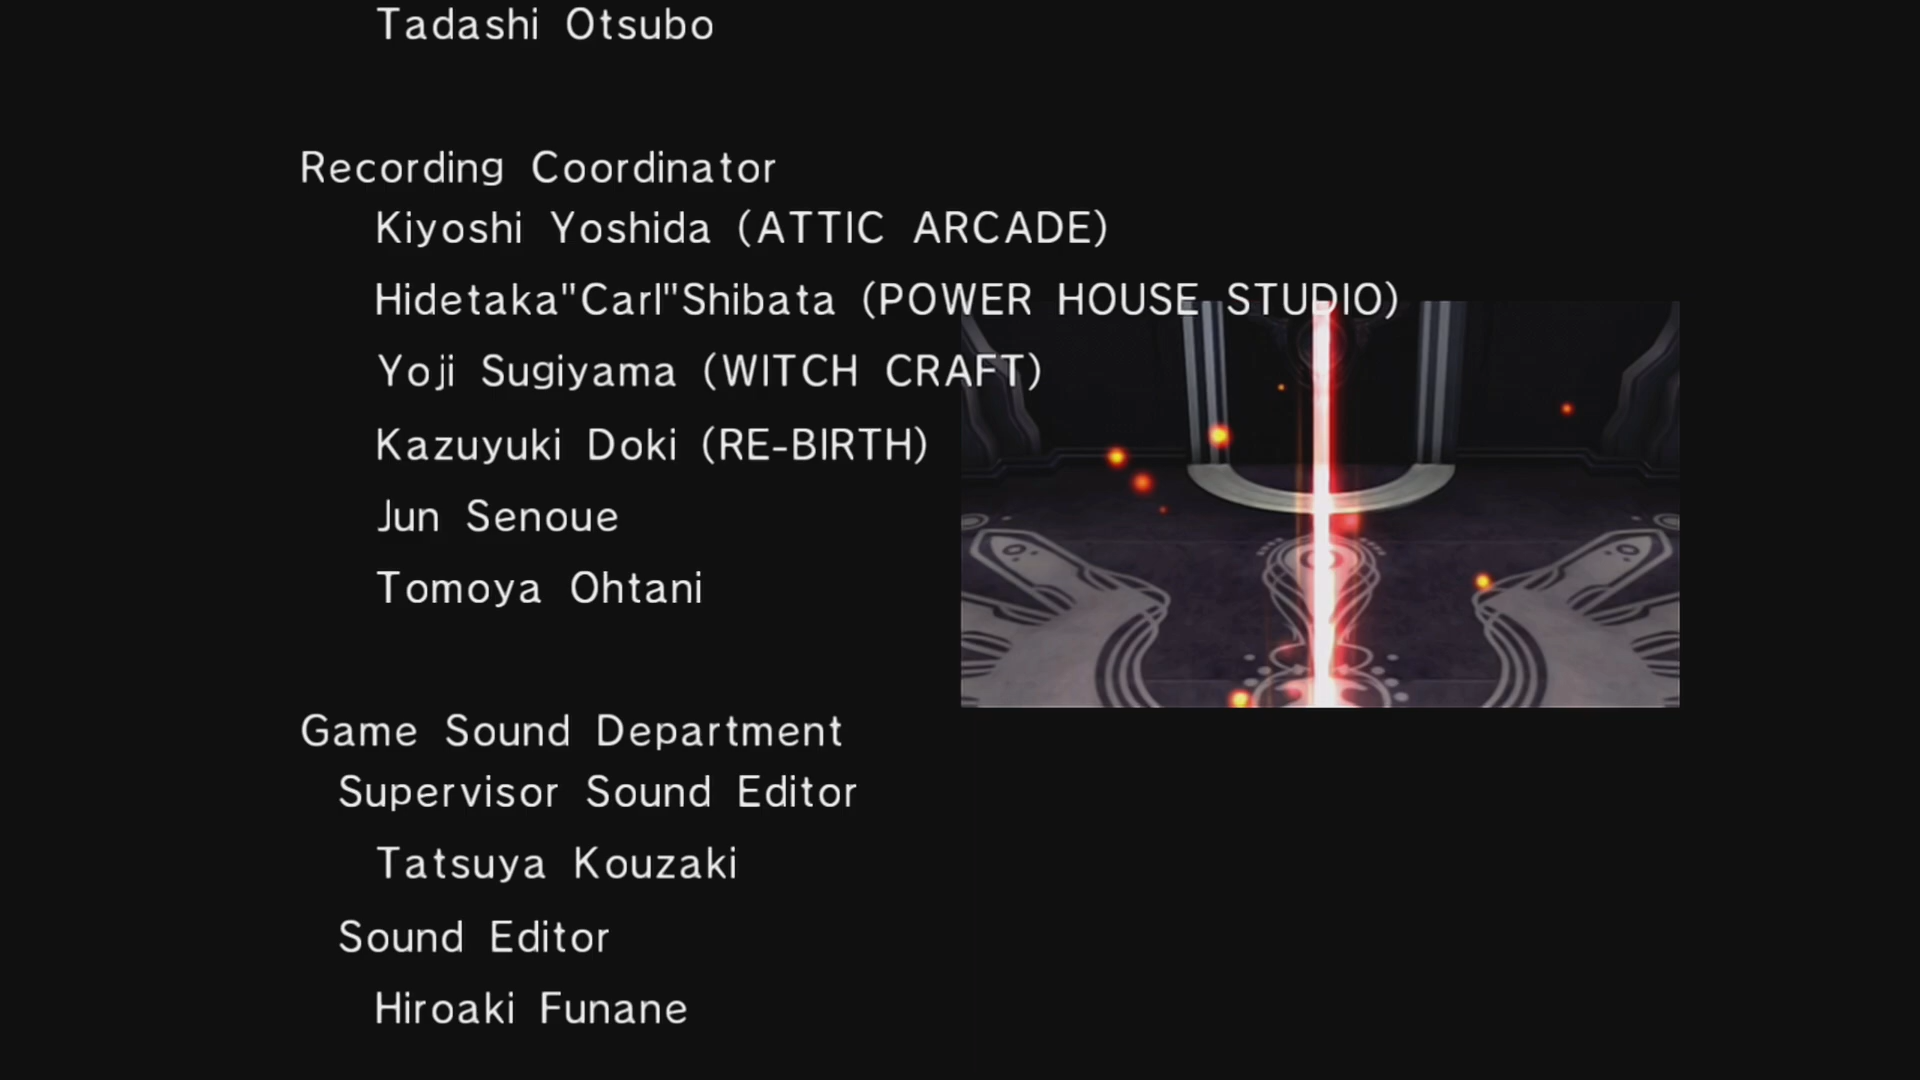 Tadashi Otsubo
Recording Coordinator
Kiyoshi Yoshida (ATTIC ARCADE)
Hidetaka"Carl"Shibata (POWER HOUSE STUDIO)
Yoji Sugiyama (WITCH CRAFT)
Kazuyuki Doki (RE-BIRTH)
Jun Senoue
Tomoya Ohtani
Game Sound Department
Supervisor Sound Editor
Tatsuya Kouzaki
Sound Editor
Hiroaki Funane